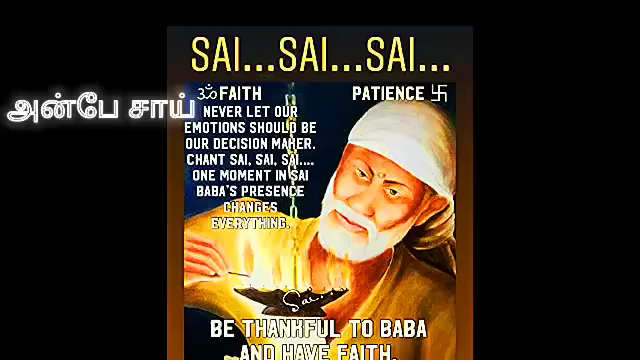 SAI...SAI...SAI...
ॐ FAITH
PATIENCE 卐
அன்பே சாய்
NEVER LET OUR
EMOTIONS SHOULD BE
OUR DECISION MAHER.
CHANT SAI, SAI, SAI....
ONE MOMENT IN SAI
BABA'S PRESENCE
CHANGES
EVERYTHING.
Sai...
BE THANKFUL TO BABA
AND HAVE FAITH.